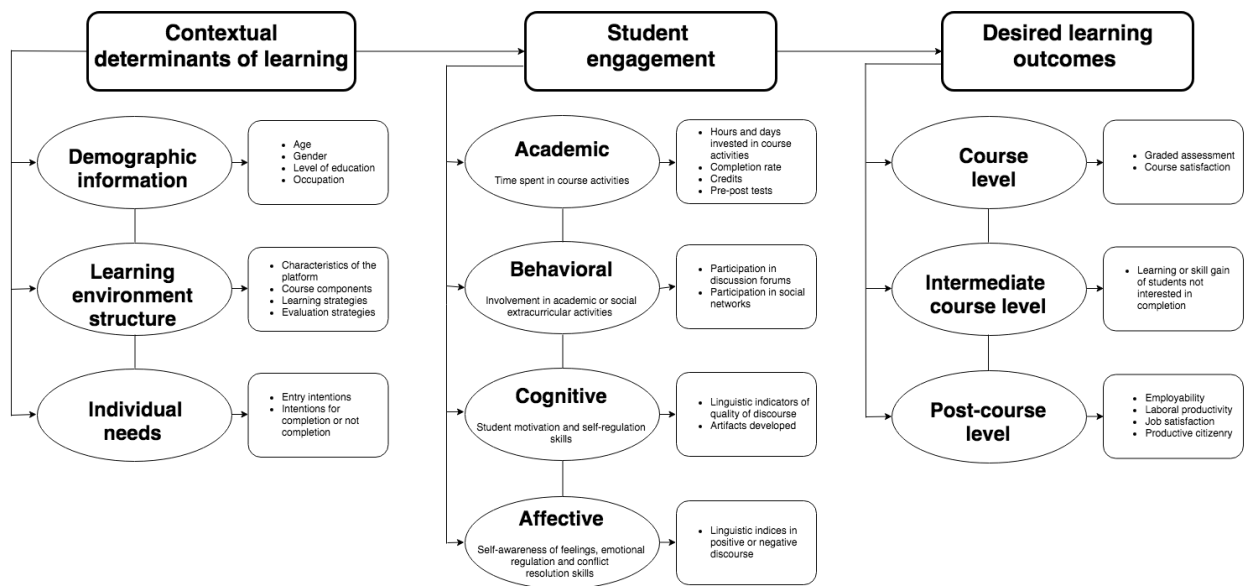 Contextual
determinants of learning
Student
engagement
Desired learning
outcomes
Demographic
information
• Age
• Gender
• Level of education
• Occupation
Learning
environment
structure
• Characteristics of the
platform
• Course components
• Learning strategies
• Evaluation strategies
Individual
needs
• Entry intentions
• Intentions for
completion or not
completion
Academic
Time spent in course activities
• Hours and days
invested in course
activities
• Completion rate
• Credits
• Pre-post tests
Behavioral
Involvement in academic or social
extracurricular activities
• Participation in
discussion forums
• Participation in social
networks
Cognitive
Student motivation and self-regulation
skills
• Linguistic indicators of
quality of discourse
• Artifacts developed
Affective
Self-awareness of feelings, emotional
regulation and conflict
resolution skills
• Linguistic indices in
positive or negative
discourse
Course
level
• Graded assessment
• Course satisfaction
Intermediate
course level
• Learning or skill gain
of students not
interested in
completion
Post-course
level
• Employability
• Laboral productivity
• Job satisfaction
• Productive citizenry